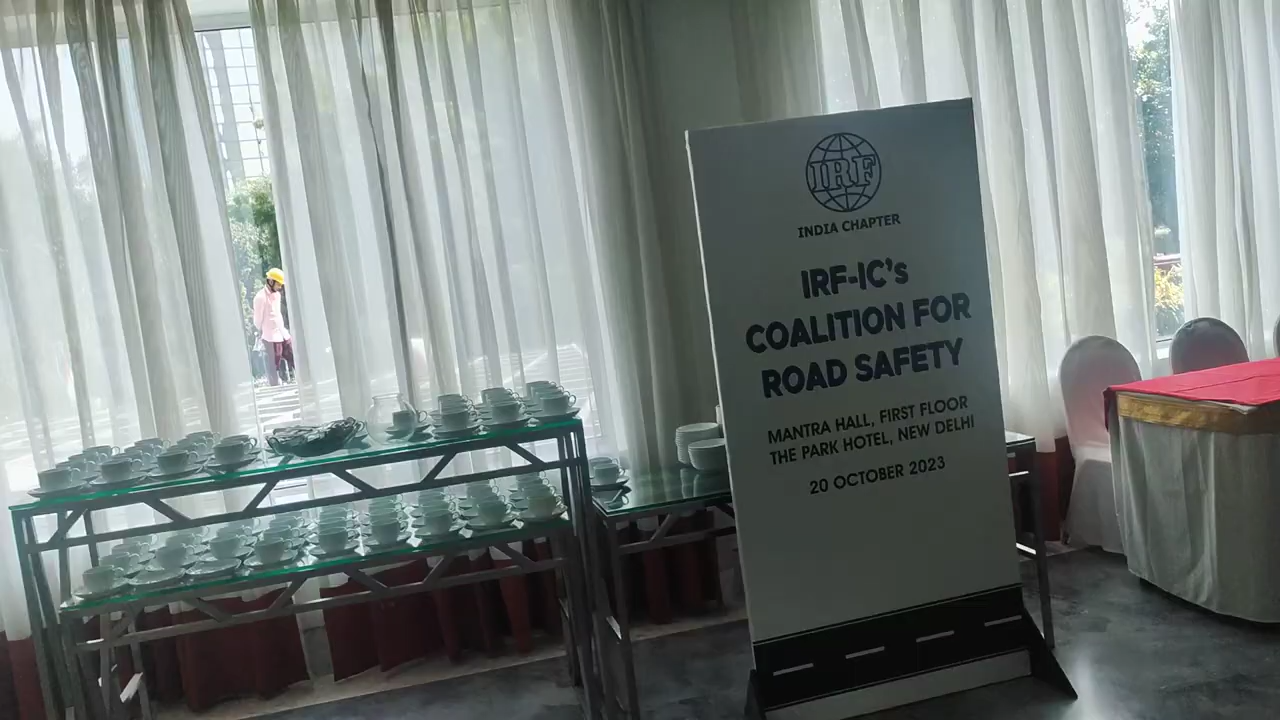 IRF
INDIA CHAPTER
IRF-IC's
COALITION FOR
ROAD SAFETY
MANTRA HALL, FIRST FLOOR
THE PARK HOTEL, NEW DELHI
20 OCTOBER 2023